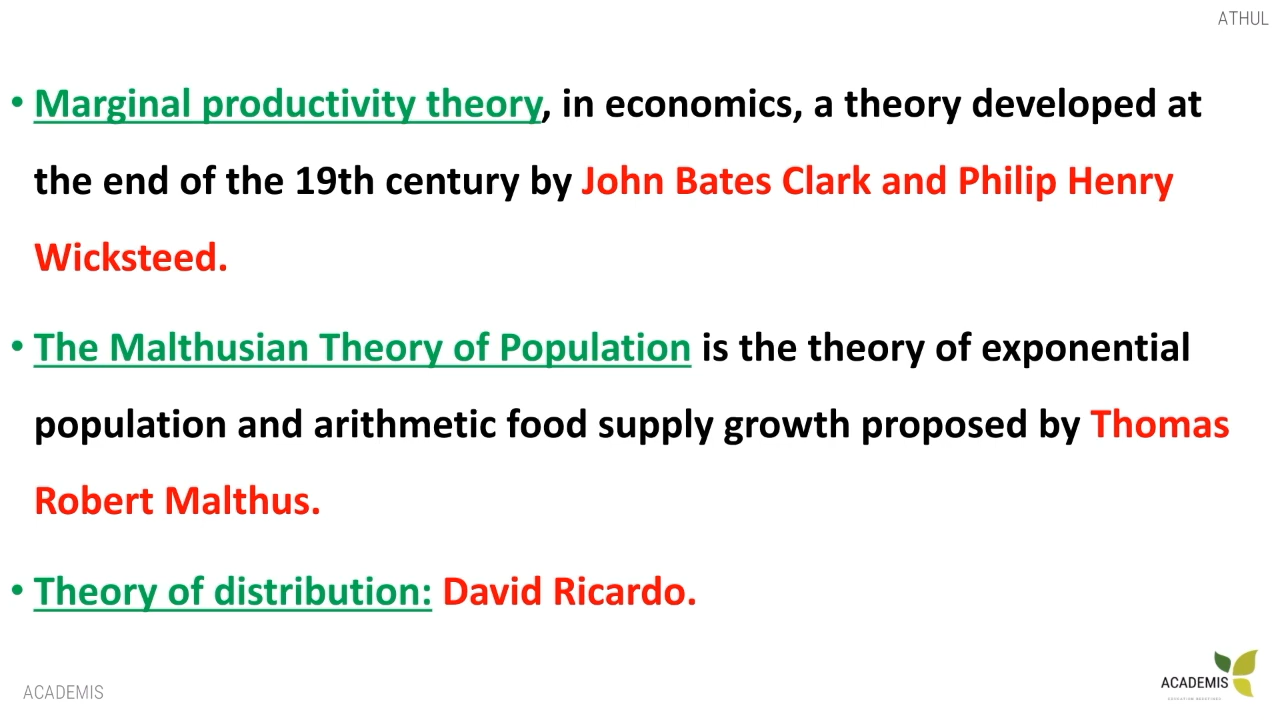 ATHUL
• Marginal productivity theory, in economics, a theory developed at
the end of the 19th century by John Bates Clark and Philip Henry
Wicksteed.
• The Malthusian Theory of Population is the theory of exponential
population and arithmetic food supply growth proposed by Thomas
Robert Malthus.
• Theory of distribution: David Ricardo.
ACADEMIS
ACADEMIS